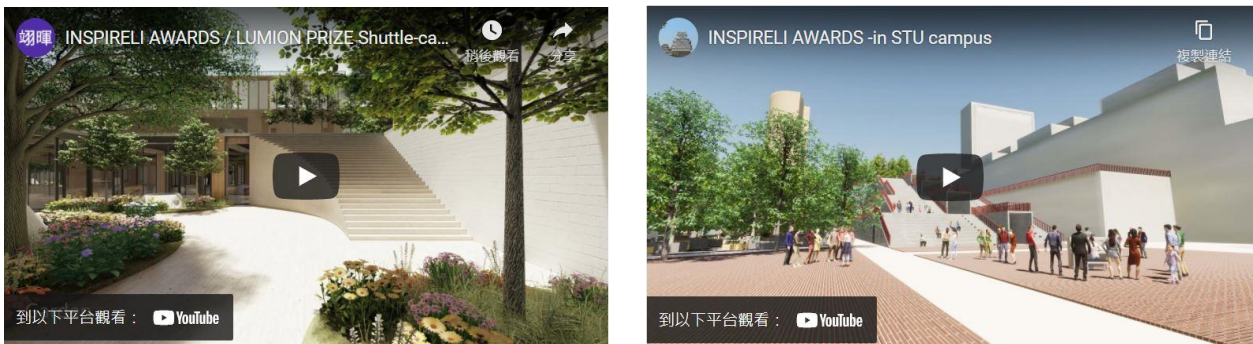 翊暉
INSPIRELI AWARDS / LUMION PRIZE Shuttle-ca...
稍後觀看
分享
到以下平台觀看： YouTube
INSPIRELI AWARDS -in STU campus
複製連結
到以下平台觀看： YouTube